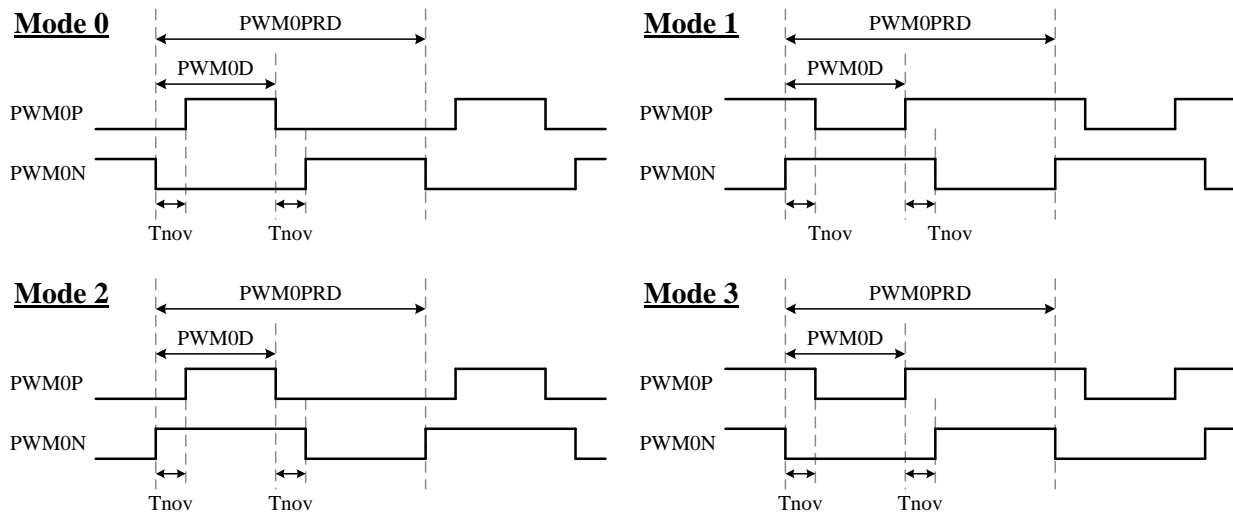 Mode 0
PWM0PRD
PWM0D
PWM0P
PWM0N
Tnov
Tnov
Mode 1
PWM0PRD
PWM0D
PWM0P
PWM0N
Tnov
Tnov
Mode 2
PWM0PRD
PWM0D
PWM0P
PWM0N
Tnov
Tnov
Mode 3
PWM0PRD
PWM0D
PWM0P
PWM0N
Tnov
Tnov